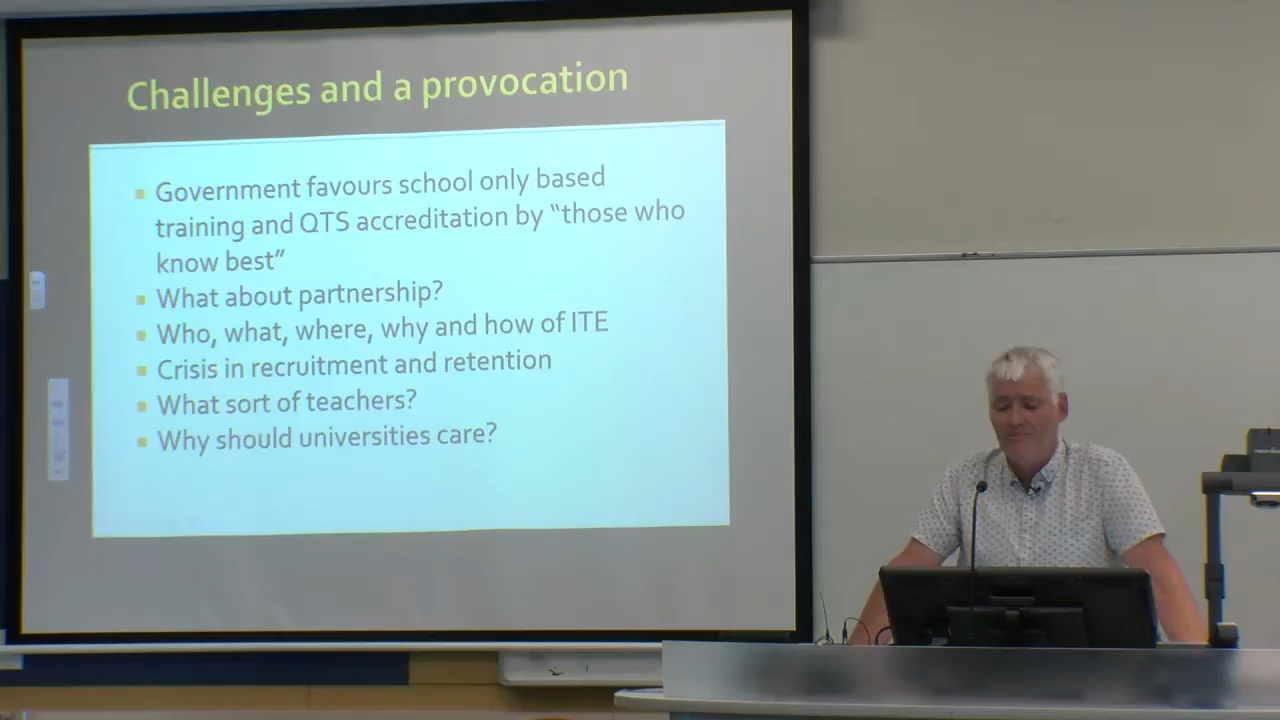 Challenges and a provocation
Government favours school only based
training and QTS accreditation by “those who
know best”
What about partnership?
Who, what, where, why and how of ITE
Crisis in recruitment and retention
What sort of teachers?
Why should universities care?